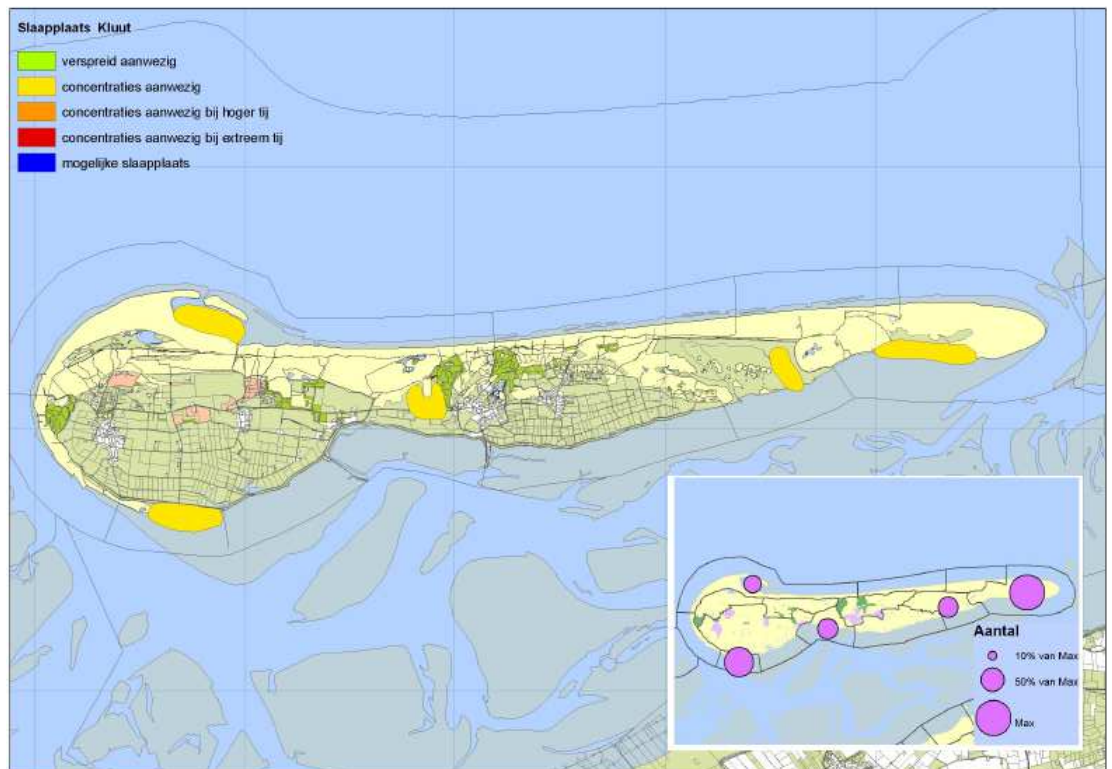 Slaapplaats Kluut
verspreid aanwezig
concentraties aanwezig
concentraties aanwezig bij hoger tij
concentraties aanwezig bij extreem tij
mogelijke slaapplaats
Aantal
10% van Max
50% van Max
Max